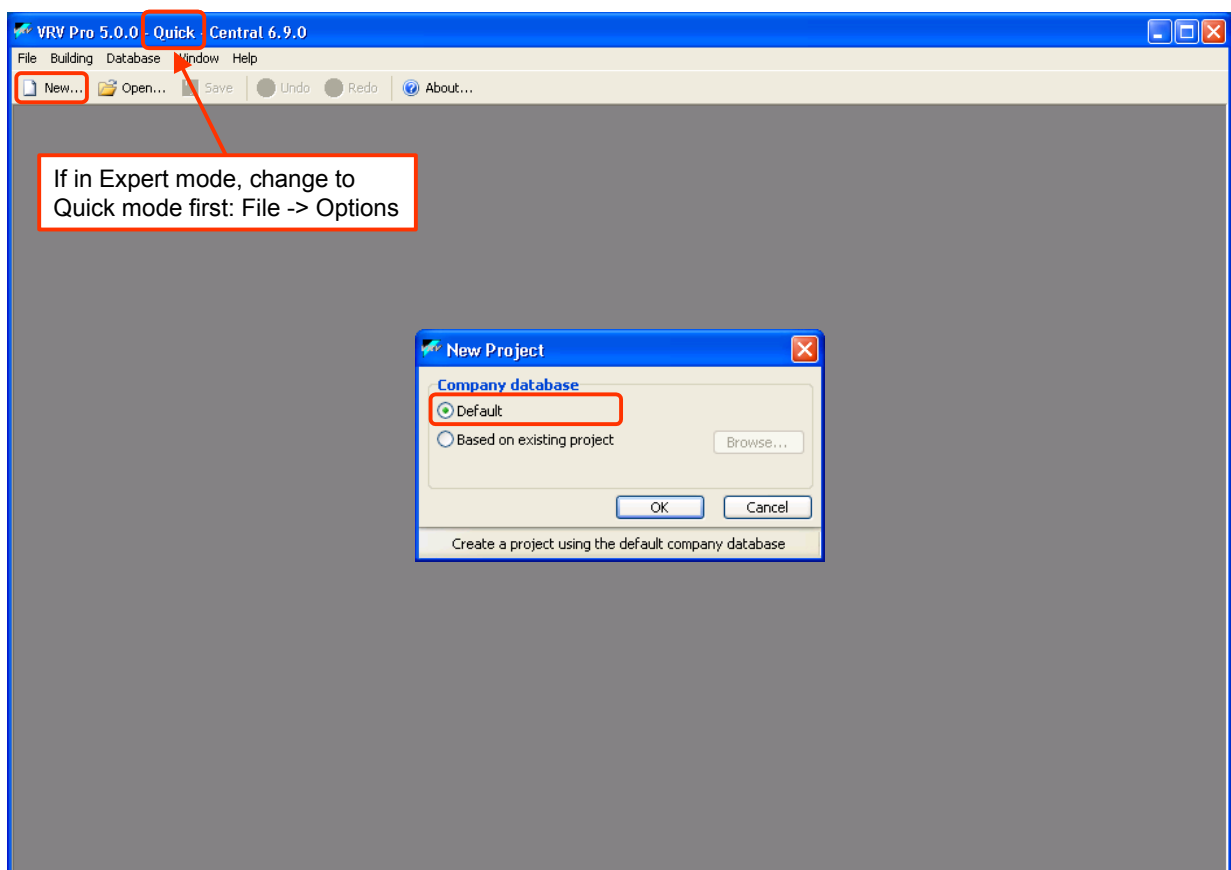 VRV Pro 5.0.0 - Quick - Central 6.9.0
File Building Database Window Help
New... Open... Save Undo Redo About...
If in Expert mode, change to
Quick mode first: File -> Options
New Project
Company database
Default
Based on existing project Browse...
OK Cancel
Create a project using the default company database